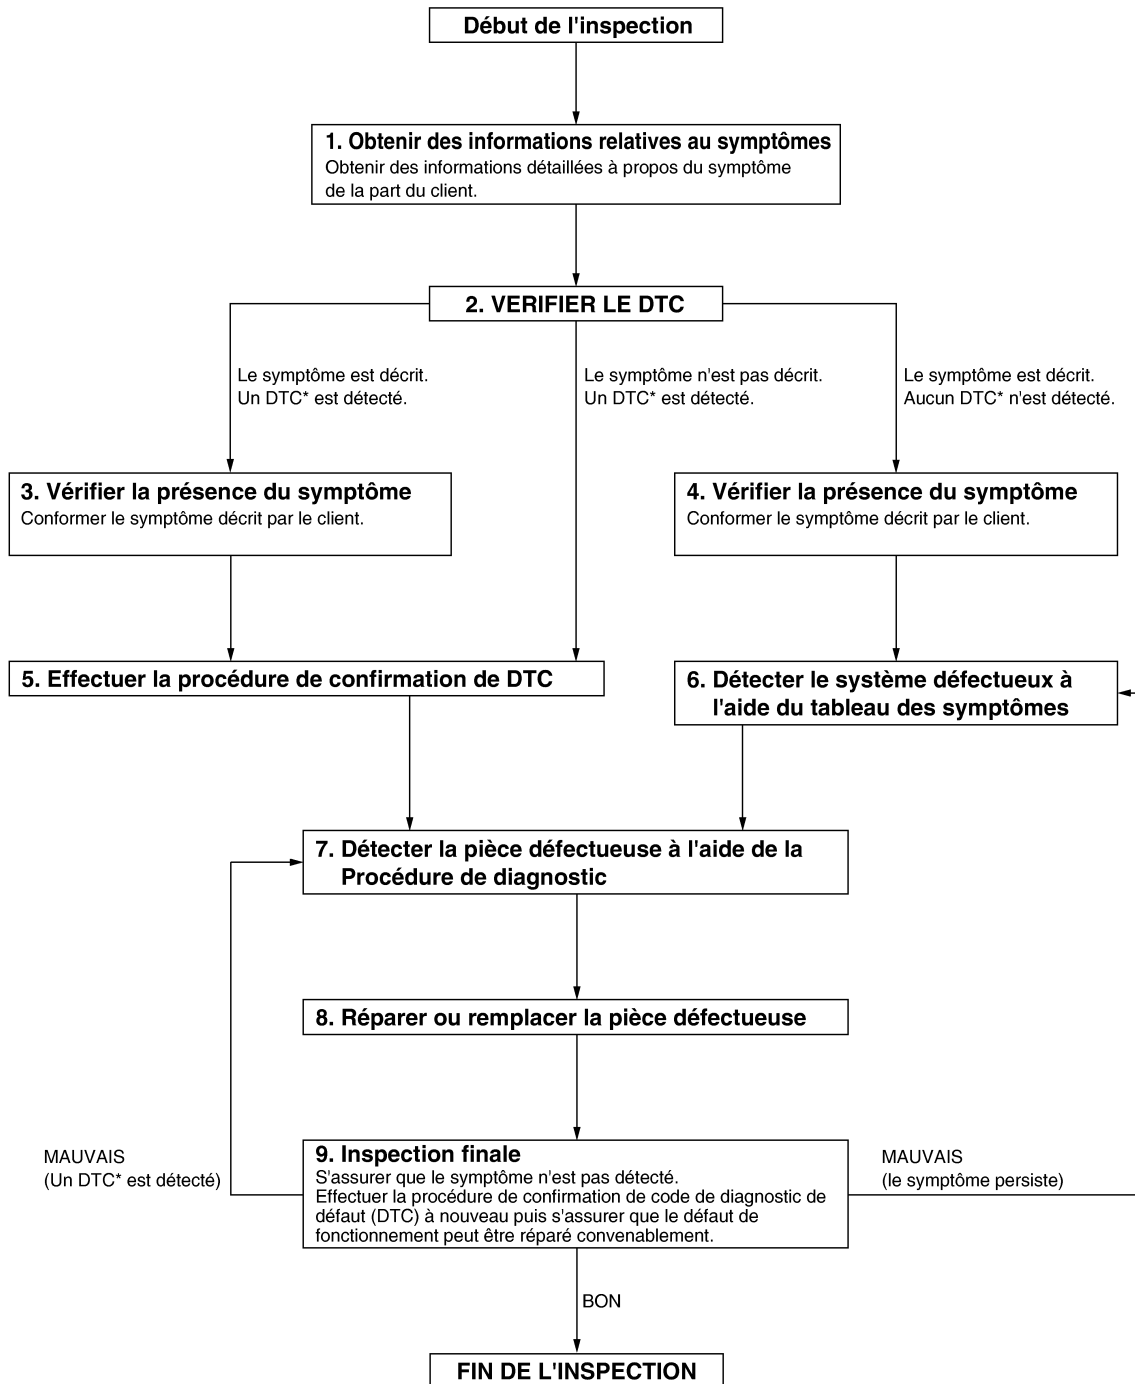 Début de l'inspection
1. Obtenir des informations relatives au symptômes
Obtenir des informations détaillées à propos du symptôme
de la part du client.
2. VERIFIER LE DTC
Le symptôme est décrit.
Un DTC* est détecté.
Le symptôme n'est pas décrit.
Un DTC* est détecté.
Le symptôme est décrit.
Aucun DTC* n'est détecté.
3. Vérifier la présence du symptôme
Conformer le symptôme décrit par le client.
4. Vérifier la présence du symptôme
Conformer le symptôme décrit par le client.
5. Effectuer la procédure de confirmation de DTC
6. Détecter le système défectueux à
l'aide du tableau des symptômes
7. Détecter la pièce défectueuse à l'aide de la
Procédure de diagnostic
8. Réparer ou remplacer la pièce défectueuse
MAUVAIS
(Un DTC* est détecté)
9. Inspection finale
S'assurer que le symptôme n'est pas détecté.
Effectuer la procédure de confirmation de code de diagnostic de
défaut (DTC) à nouveau puis s'assurer que le défaut de
fonctionnement peut être réparé convenablement.
MAUVAIS
(le symptôme persiste)
BON
FIN DE L'INSPECTION